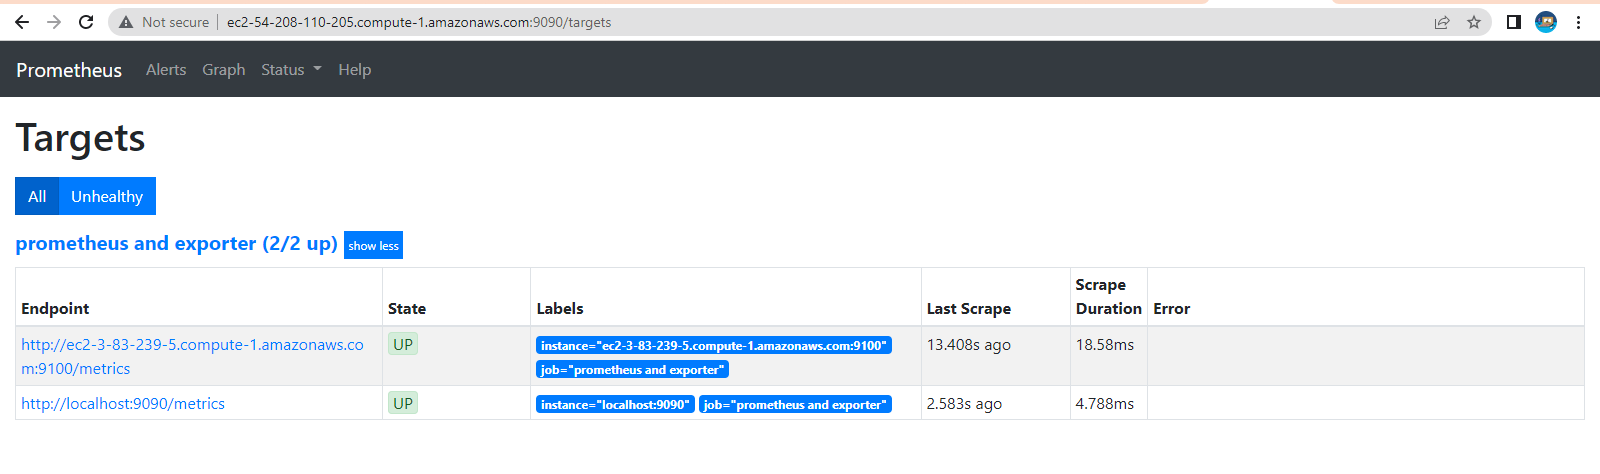 Not secure | ec2-54-208-110-205.compute-1.amazonaws.com:9090/targets
Prometheus Alerts Graph Status Help
Targets
All Unhealthy
prometheus and exporter (2/2 up) show less
Endpoint State Labels Last Scrape Scrape Duration Error
http://ec2-3-83-239-5.compute-1.amazonaws.co UP instance="ec2-3-83-239-5.compute-1.amazonaws.com:9100" 13.408s ago 18.58ms
m:9100/metrics job="prometheus and exporter"
http://localhost:9090/metrics UP instance="localhost:9090" job="prometheus and exporter" 2.583s ago 4.788ms